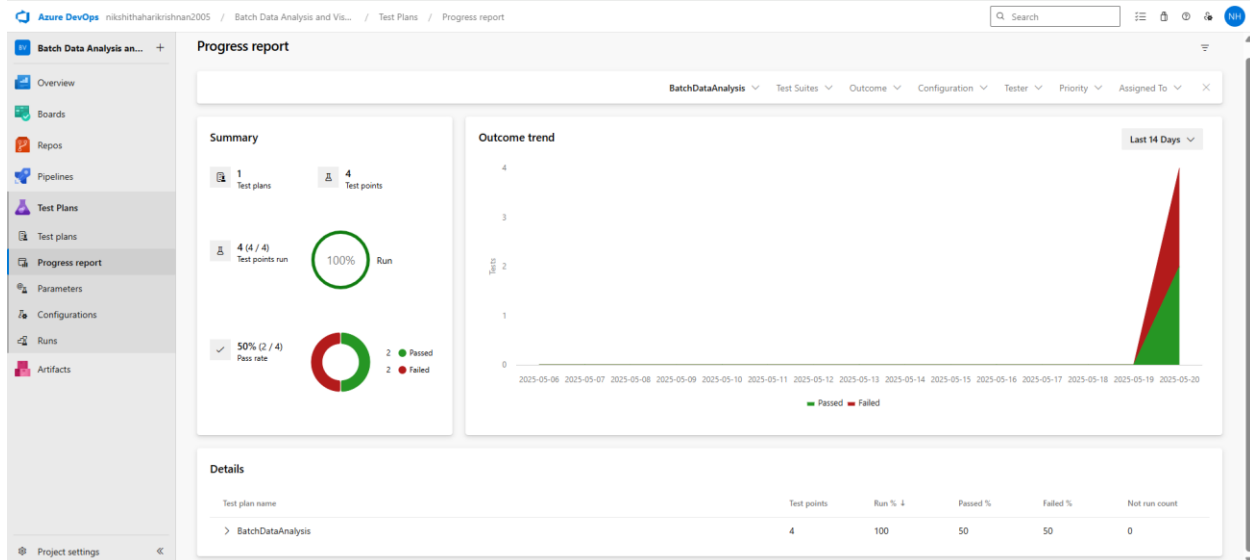 Azure DevOps nikshithaharikrishnan2005 / Batch Data Analysis and Vis... / Test Plans / Progress report
Search
NH
BV Batch Data Analysis an... +
Overview
Boards
Repos
Pipelines
Test Plans
Test plans
Progress report
Parameters
Configurations
Runs
Artifacts
Project settings
Progress report
BatchDataAnalysis Test Suites Outcome Configuration Tester Priority Assigned To
Summary
1
Test plans
4
Test points
4 (4 / 4)
Test points run
100% Run
50% (2 / 4)
Pass rate
2 Passed
2 Failed
Outcome trend
Last 14 Days
4
3
2
1
0
Tests
2025-05-06 2025-05-07 2025-05-08 2025-05-09 2025-05-10 2025-05-11 2025-05-12 2025-05-13 2025-05-14 2025-05-15 2025-05-16 2025-05-17 2025-05-18 2025-05-19 2025-05-20
Passed Failed
Details
Test plan name Test points Run % ↓ Passed % Failed % Not run count
BatchDataAnalysis 4 100 50 50 0